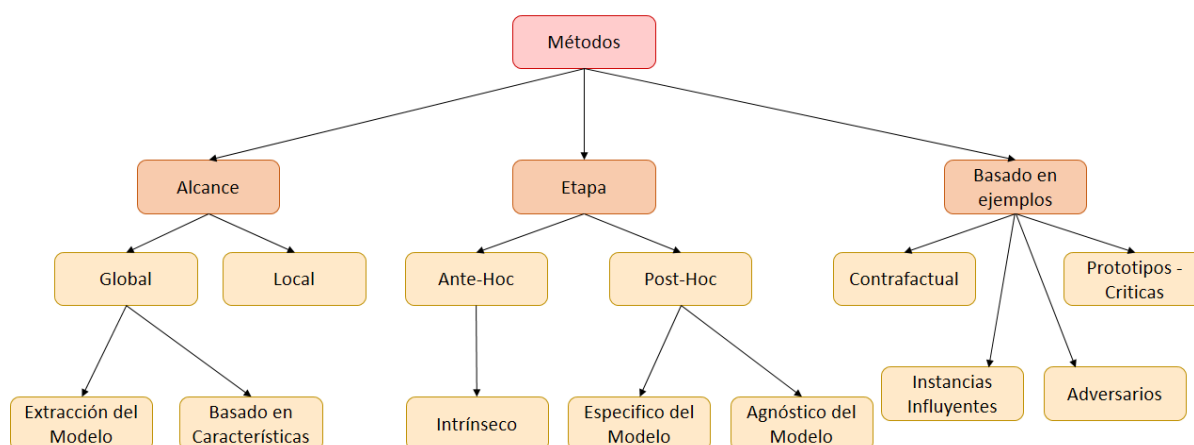 Métodos
Alcance
Etapa
Basado en
ejemplos
Global
Local
Ante-Hoc
Post-Hoc
Contrafactual
Prototipos -
Criticas
Extracción del
Modelo
Basado en
Características
Intrínseco
Especifico del
Modelo
Agnóstico del
Modelo
Instancias
Influyentes
Adversarios